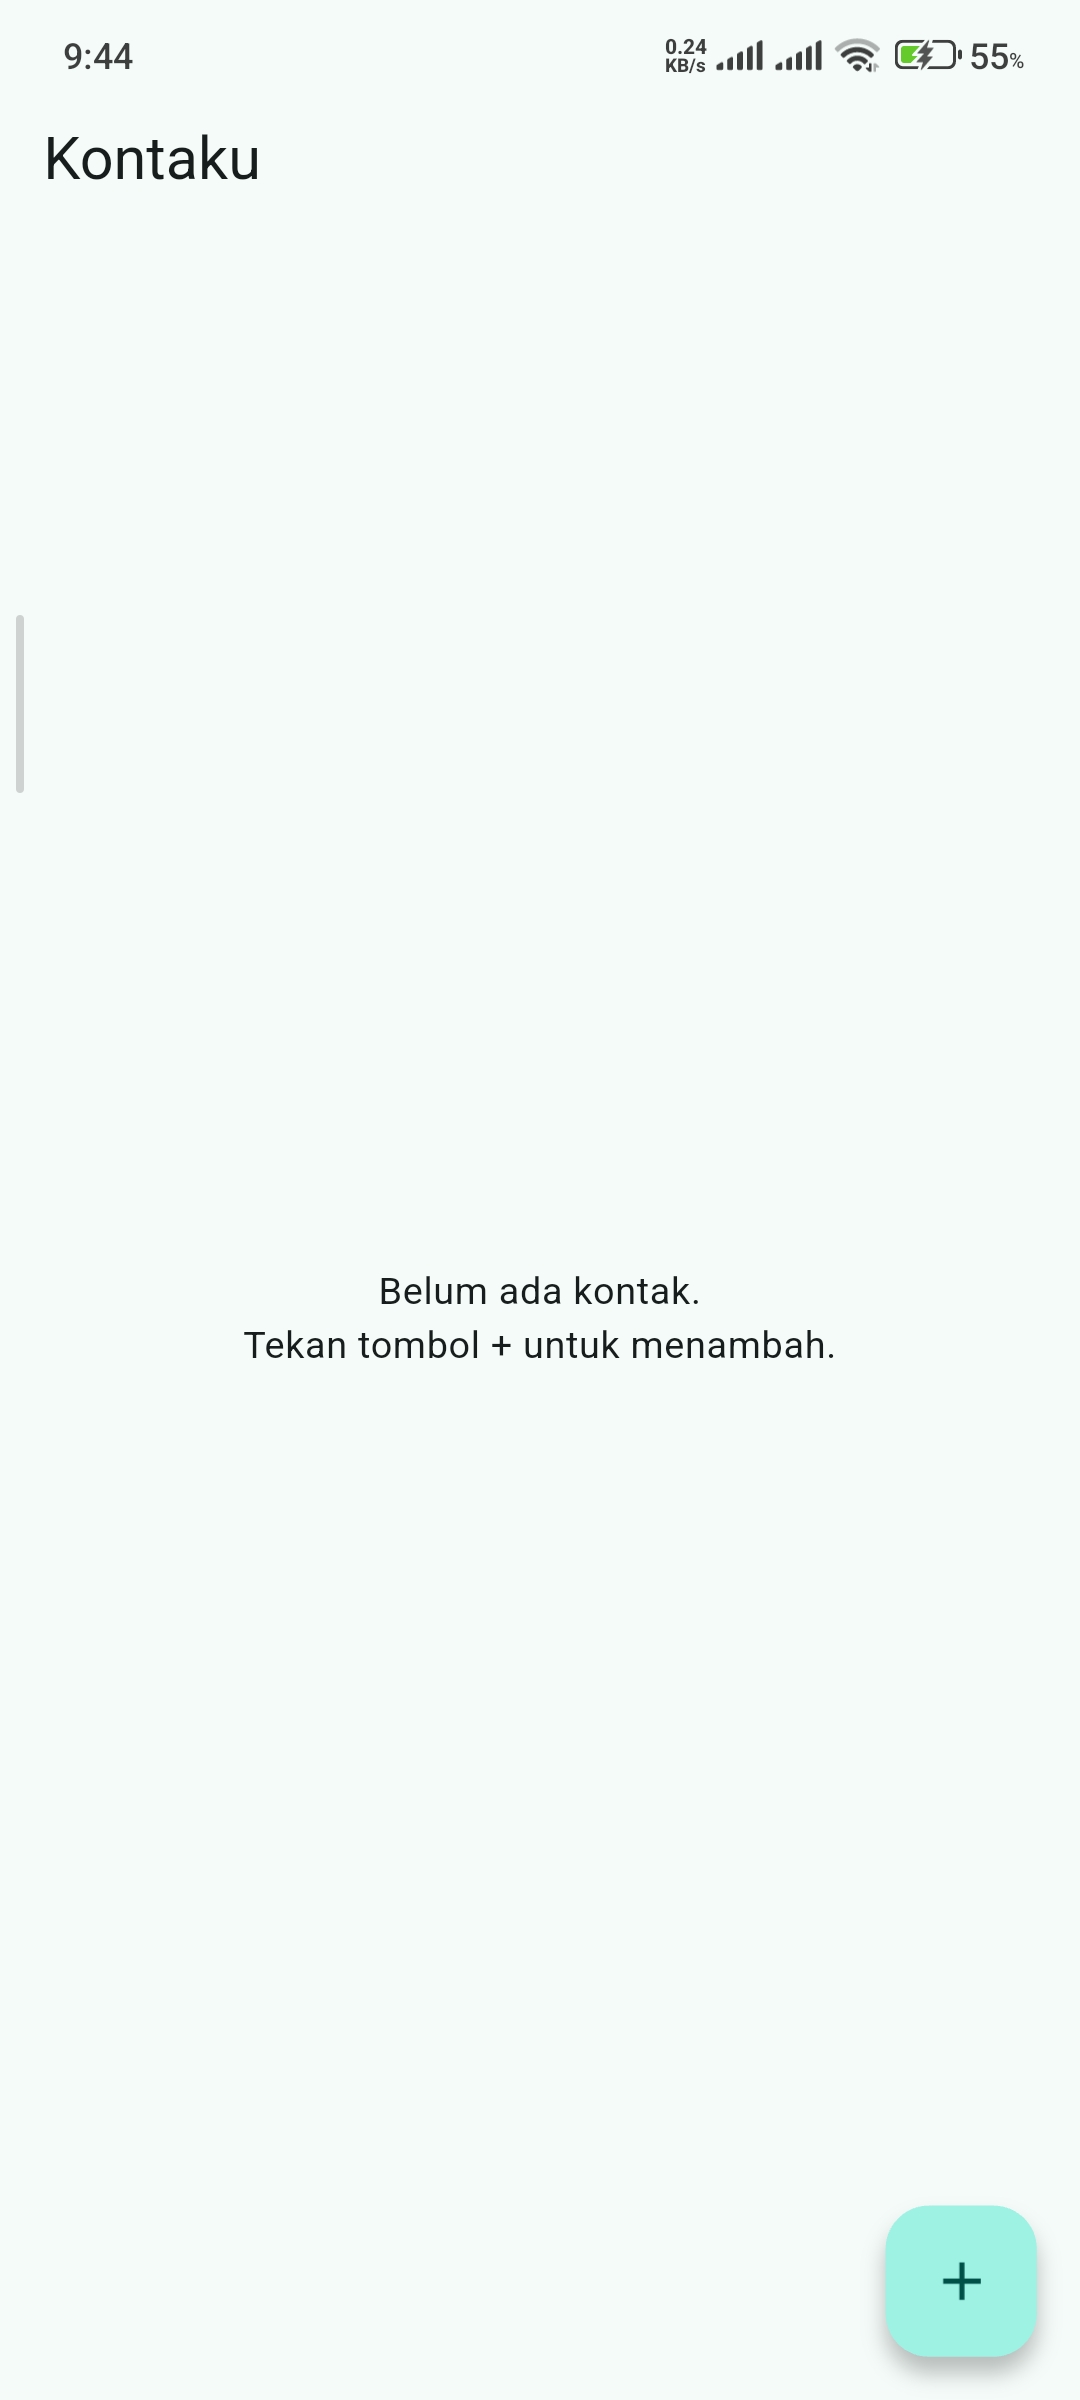 9:44
0.24
KB/s
55%
Kontaku
Belum ada kontak.
Tekan tombol + untuk menambah.
+